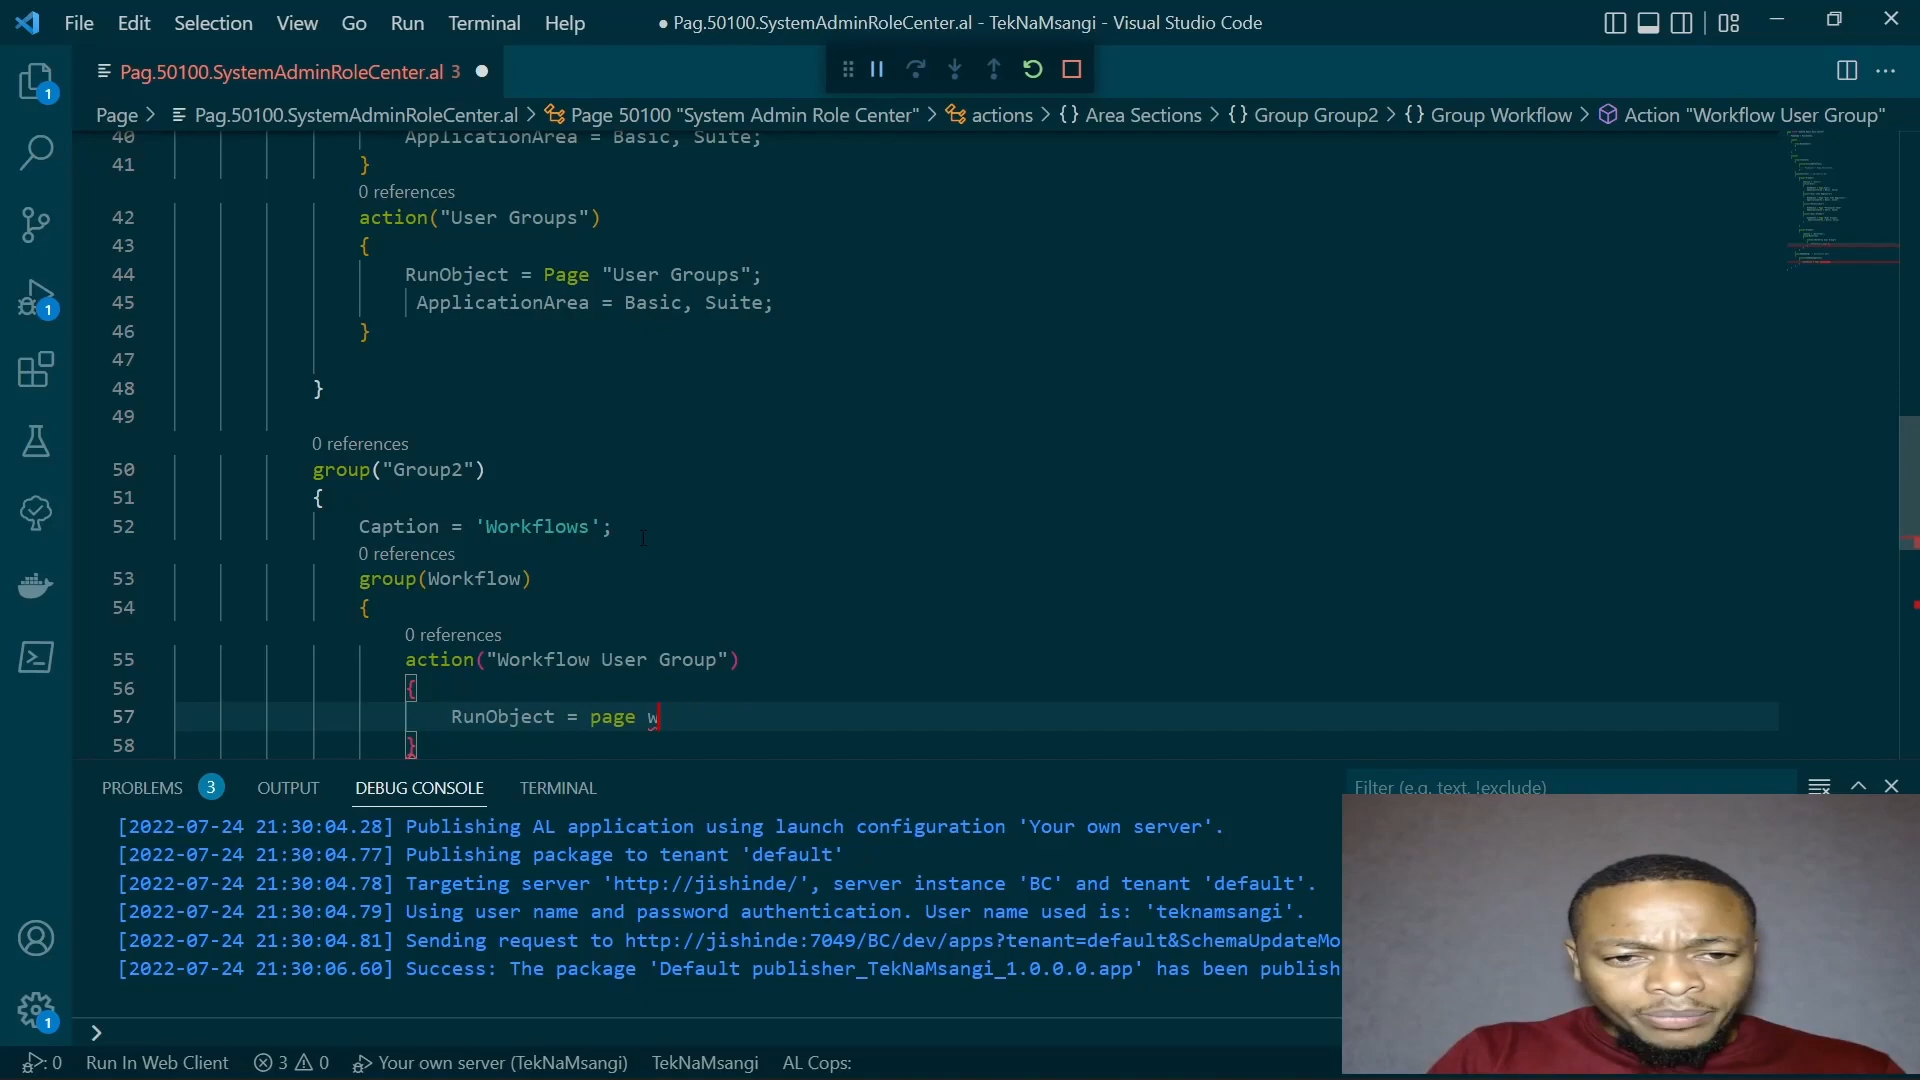 File Edit Selection View Go Run Terminal Help ● Pag.50100.SystemAdminRoleCenter.al - TekNaMsangi - Visual Studio Code
Pag.50100.SystemAdminRoleCenter.al 3
Page > Pag.50100.SystemAdminRoleCenter.al > Page 50100 "System Admin Role Center" > actions > {} Area Sections > {} Group Group2 > {} Group Workflow > Action "Workflow User Group"
40 ApplicationArea = Basic, Suite;
41 }
0 references
42 action("User Groups")
43 {
44 RunObject = Page "User Groups";
45 ApplicationArea = Basic, Suite;
46 }
47
48 }
49
0 references
50 group("Group2")
51 {
52 Caption = 'Workflows';
0 references
53 group(Workflow)
54 {
0 references
55 action("Workflow User Group")
56 {
57 RunObject = page w
58 }
PROBLEMS 3 OUTPUT DEBUG CONSOLE TERMINAL Filter (e.g. text, !exclude)
[2022-07-24 21:30:04.28] Publishing AL application using launch configuration 'Your own server'.
[2022-07-24 21:30:04.77] Publishing package to tenant 'default'
[2022-07-24 21:30:04.78] Targeting server 'http://jishinde/', server instance 'BC' and tenant 'default'.
[2022-07-24 21:30:04.79] Using user name and password authentication. User name used is: 'teknamsangi'.
[2022-07-24 21:30:04.81] Sending request to http://jishinde:7049/BC/dev/apps?tenant=default&SchemaUpdateMo
[2022-07-24 21:30:06.60] Success: The package 'Default publisher_TekNaMsangi_1.0.0.0.app' has been publish
>
1
1
1
: 0 Run In Web Client 3 0 Your own server (TekNaMsangi) TekNaMsangi AL Cops: